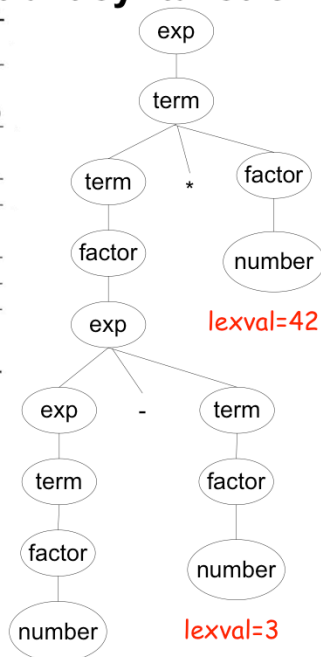 exp
term
term * factor
factor number
exp lexval=42
exp - term
term factor
factor number
number lexval=3